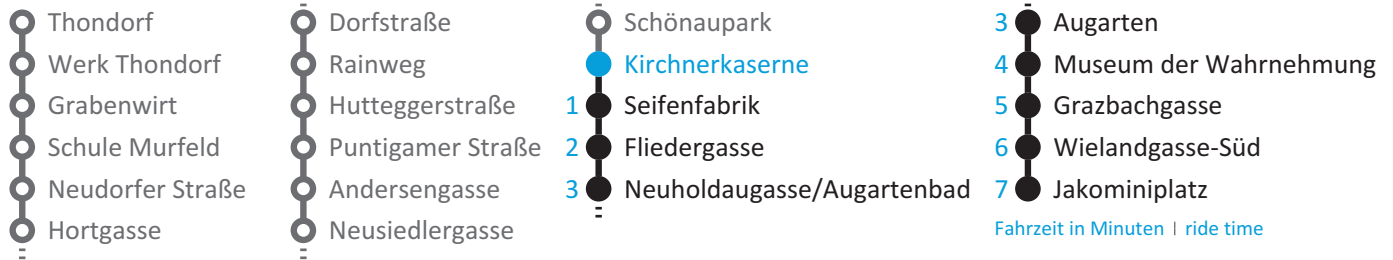 Thondorf
Werk Thondorf
Grabenwirt
Schule Murfeld
Neudorfer Straße
Hortgasse
Dorfstraße
Rainweg
Hutteggerstraße
Puntigamer Straße
Andersengasse
Neusiedlergasse
Schönaupark
Kirchnerkaserne
1 Seifenfabrik
2 Fliedergasse
3 Neuholdaugasse/Augartenbad
3 Augarten
4 Museum der Wahrnehmung
5 Grazbachgasse
6 Wielandgasse-Süd
7 Jakominiplatz
Fahrzeit in Minuten | ride time